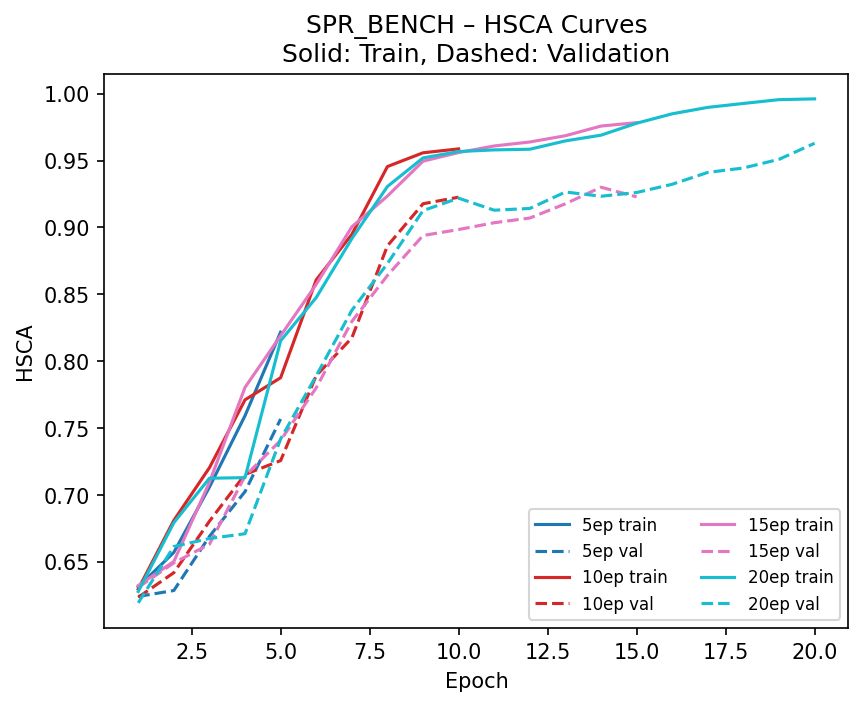 SPR_BENCH – HSCA Curves
Solid: Train, Dashed: Validation
HSCA
1.00
0.95
0.90
0.85
0.80
0.75
0.70
0.65
2.5 5.0 7.5 10.0 12.5 15.0 17.5 20.0
Epoch
5ep train
5ep val
10ep train
10ep val
15ep train
15ep val
20ep train
20ep val